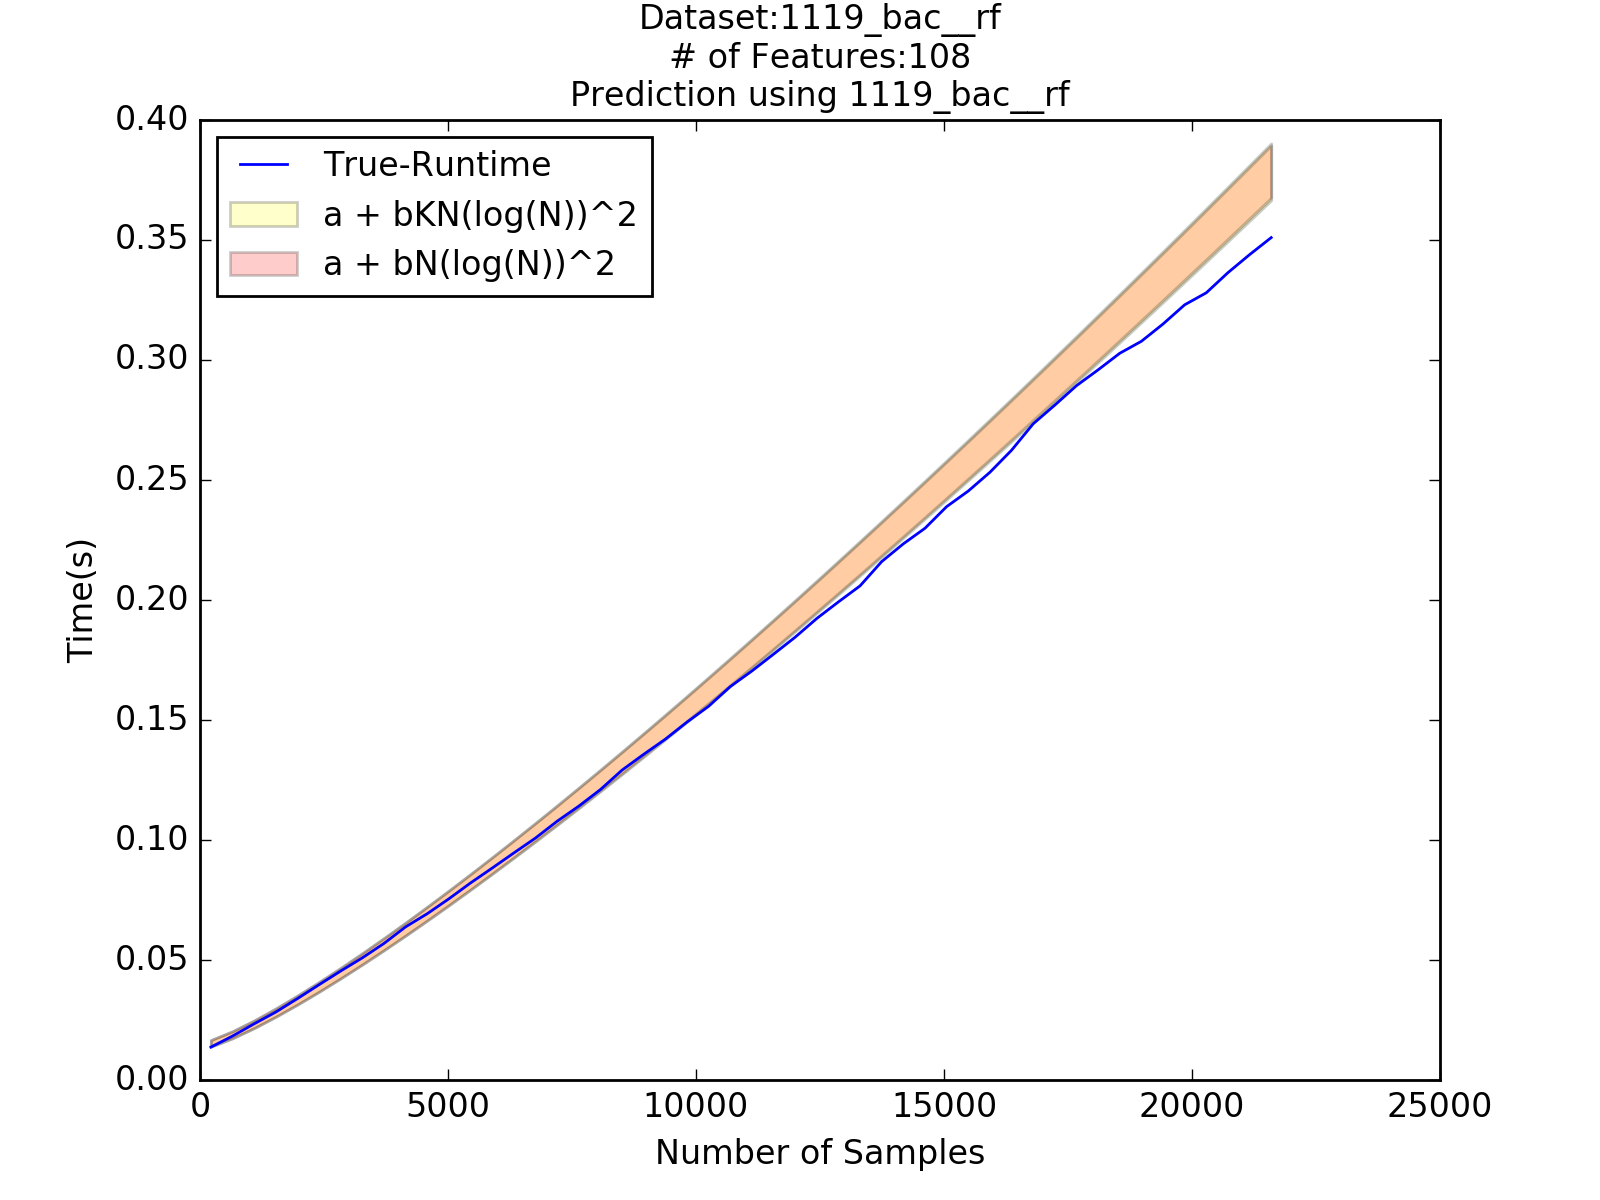 Dataset:1119_bac__rf
# of Features:108
Prediction using 1119_bac__rf
True-Runtime
a + bKN(log(N))^2
a + bN(log(N))^2
0.40
0.35
0.30
0.25
0.20
0.15
0.10
0.05
0.00
Time(s)
0 5000 10000 15000 20000 25000
Number of Samples